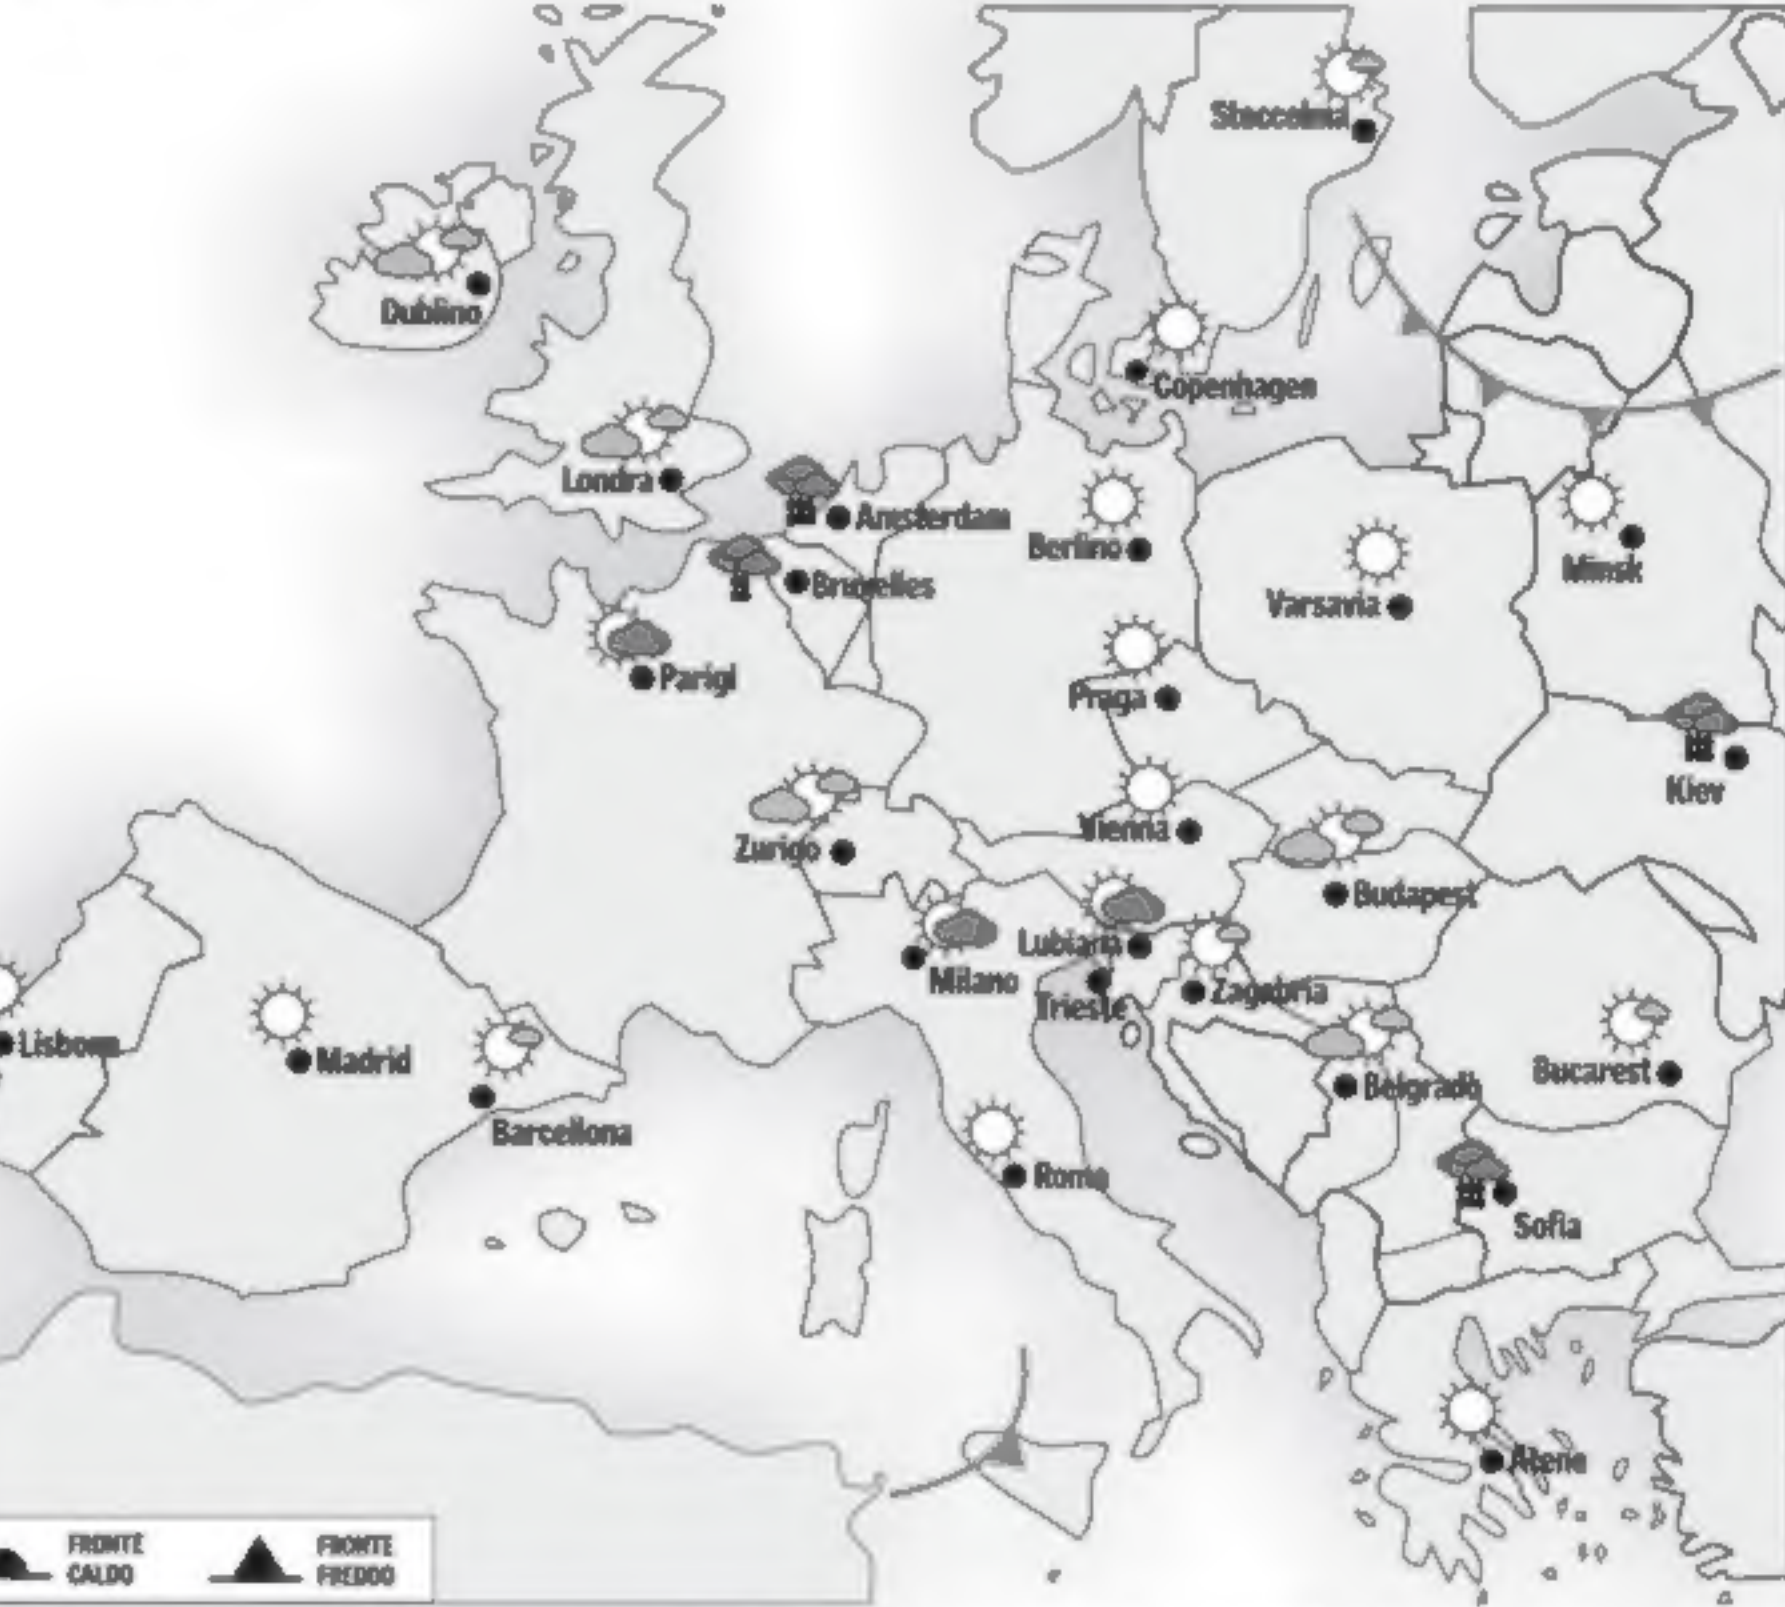 Stoccolma
Dublino
Copenhagen
Londra
Amsterdam
Berlino
Minsk
Bruxelles
Varsavia
Parigi
Praga
Kiev
Vienna
Zurigo
Budapest
Lubiana
Milano
Zagabria
Trieste
Lisbona
Madrid
Bucarest
Belgrado
Barcellona
Roma
Sofia
Atene
FRONTE
CALDO
FRONTE
FREDDO